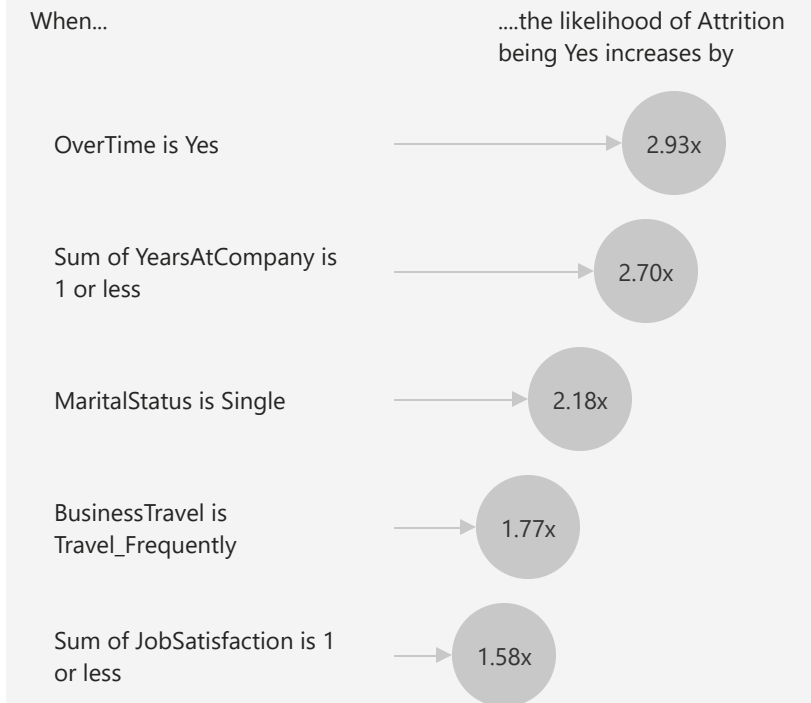 When...
....the likelihood of Attrition
being Yes increases by
OverTime is Yes
2.93x
Sum of YearsAtCompany is
1 or less
2.70x
MaritalStatus is Single
2.18x
BusinessTravel is
Travel_Frequently
1.77x
Sum of JobSatisfaction is 1
or less
1.58x